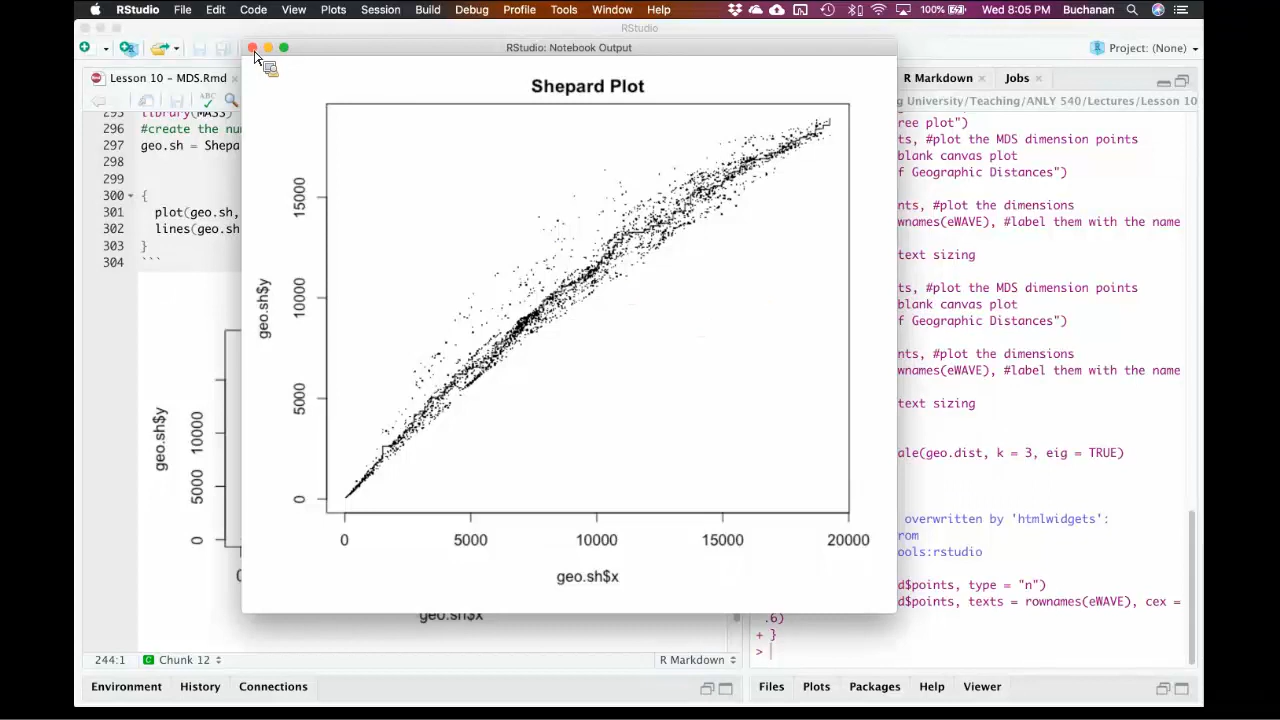 RStudio File Edit Code View Plots Session Build Debug Profile Tools Window Help 100% Wed 8:05 PM Buchanan
RStudio
RStudio: Notebook Output
Project: (None)
Lesson 10 - MDS.Rmd
R Markdown Jobs
g University/Teaching/ANLY 540/Lectures/Lesson 10
ABC
295 library(MASS)
296 #create the nu
297 geo.sh = Shepa
298
299
300 {
301 plot(geo.sh,
302 lines(geo.sh
303 }
304 ```
Shepard Plot
geo.sh$y
0 5000 10000 15000
0 5000 10000 15000 20000
geo.sh$x
geo.sh$y
0 5000 10000
geo.sh$x
ree plot")
ts, #plot the MDS dimension points
blank canvas plot
f Geographic Distances")
nts, #plot the dimensions
wnames(eWAVE), #label them with the name
text sizing
ts, #plot the MDS dimension points
blank canvas plot
f Geographic Distances")
nts, #plot the dimensions
wnames(eWAVE), #label them with the name
text sizing
ale(geo.dist, k = 3, eig = TRUE)
overwritten by 'htmlwidgets':
rom
ools:rstudio
d$points, type = "n")
d$points, texts = rownames(eWAVE), cex =
.6)
+ }
>
244:1 Chunk 12 R Markdown
Environment History Connections
Files Plots Packages Help Viewer